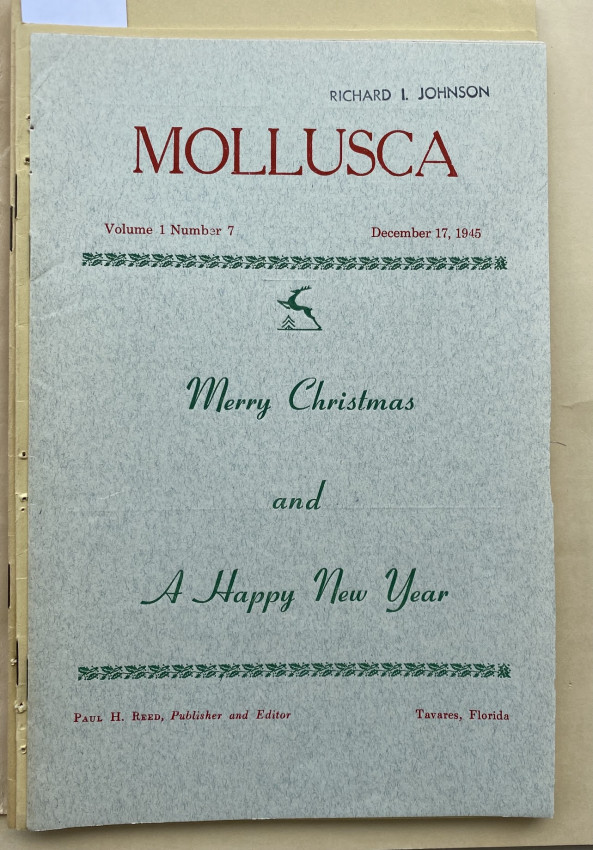 RICHARD I. JOHNSON
MOLLUSCA
Volume 1 Number 7
December 17, 1945
Merry Christmas
and
A Happy New Year
PAUL H. REED, Publisher and Editor
Tavares, Florida